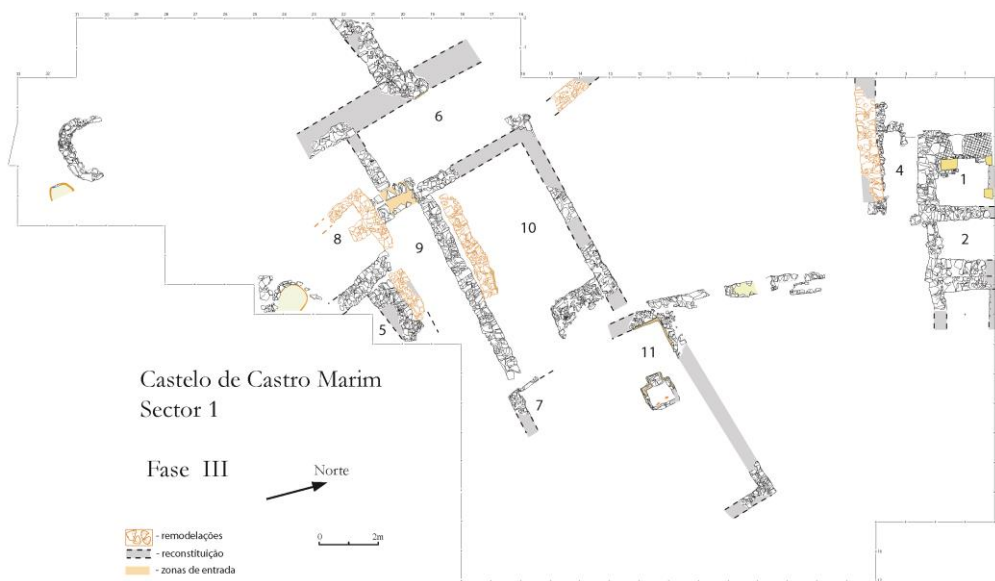 6
4
1
8
9
10
2
5
11
7
Castelo de Castro Marim
Sector 1
Fase III
Norte
- remodelações
- reconstituição
- zonas de entrada
0 2m